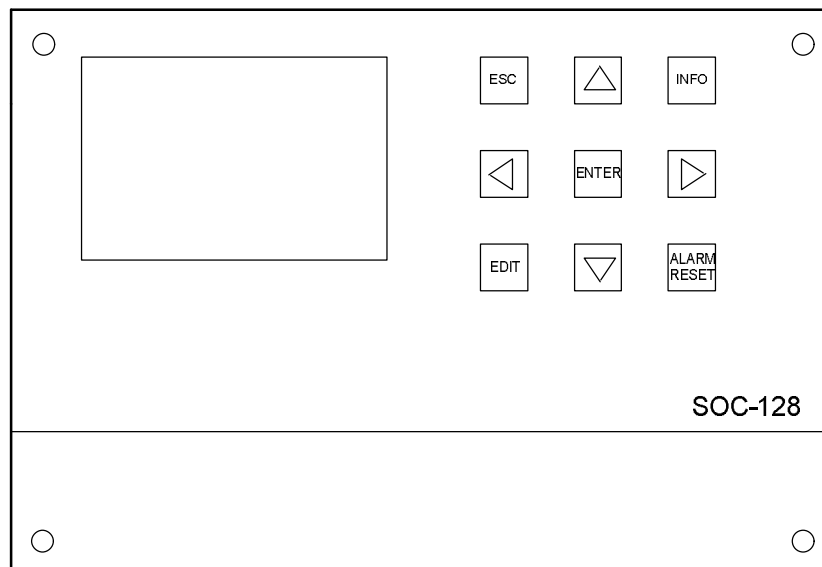 ESC
INFO
ENTER
EDIT
ALARM
RESET
SOC-128